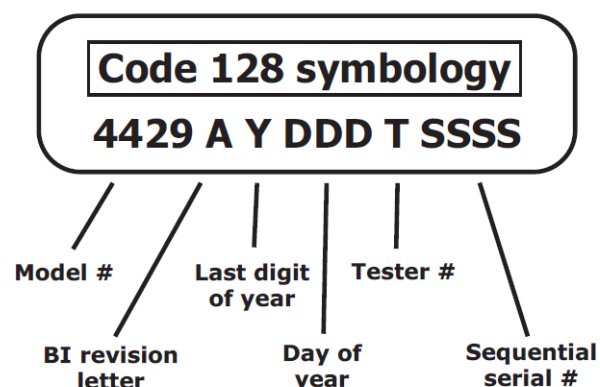 Code 128 symbology
4429 A Y DDD T SSSS
Model #
Last digit
of year
Tester #
BI revision
letter
Day of
year
Sequential
serial #